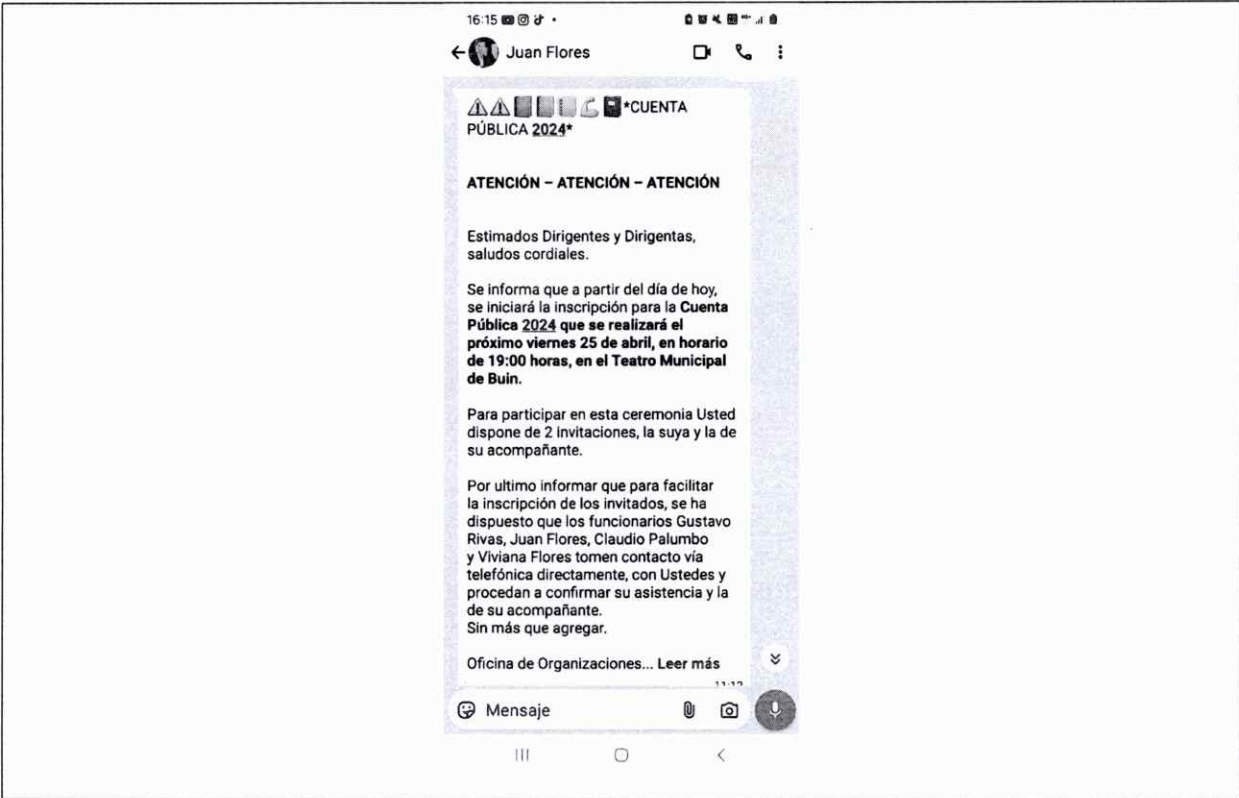 16:15
Juan Flores
*CUENTA
PÚBLICA 2024*
ATENCIÓN – ATENCIÓN – ATENCIÓN
Estimados Dirigentes y Dirigentas,
saludos cordiales.
Se informa que a partir del día de hoy,
se iniciará la inscripción para la Cuenta
Pública 2024 que se realizará el
próximo viernes 25 de abril, en horario
de 19:00 horas, en el Teatro Municipal
de Buin.
Para participar en esta ceremonia Usted
dispone de 2 invitaciones, la suya y la de
su acompañante.
Por ultimo informar que para facilitar
la inscripción de los invitados, se ha
dispuesto que los funcionarios Gustavo
Rivas, Juan Flores, Claudio Palumbo
y Viviana Flores tomen contacto vía
telefónica directamente, con Ustedes y
procedan a confirmar su asistencia y la
de su acompañante.
Sin más que agregar.
Oficina de Organizaciones... Leer más
11:12
Mensaje